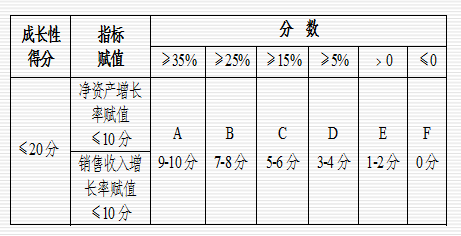 成长性
得分
指标
赋值
分 数
≥35% ≥25% ≥15% ≥5% >0 ≤0
≤20分
净资产增长
率赋值
≤10分
销售收入增
长率赋值
≤10分
A B C D E F
9-10分 7-8分 5-6分 3-4分 1-2分 0分